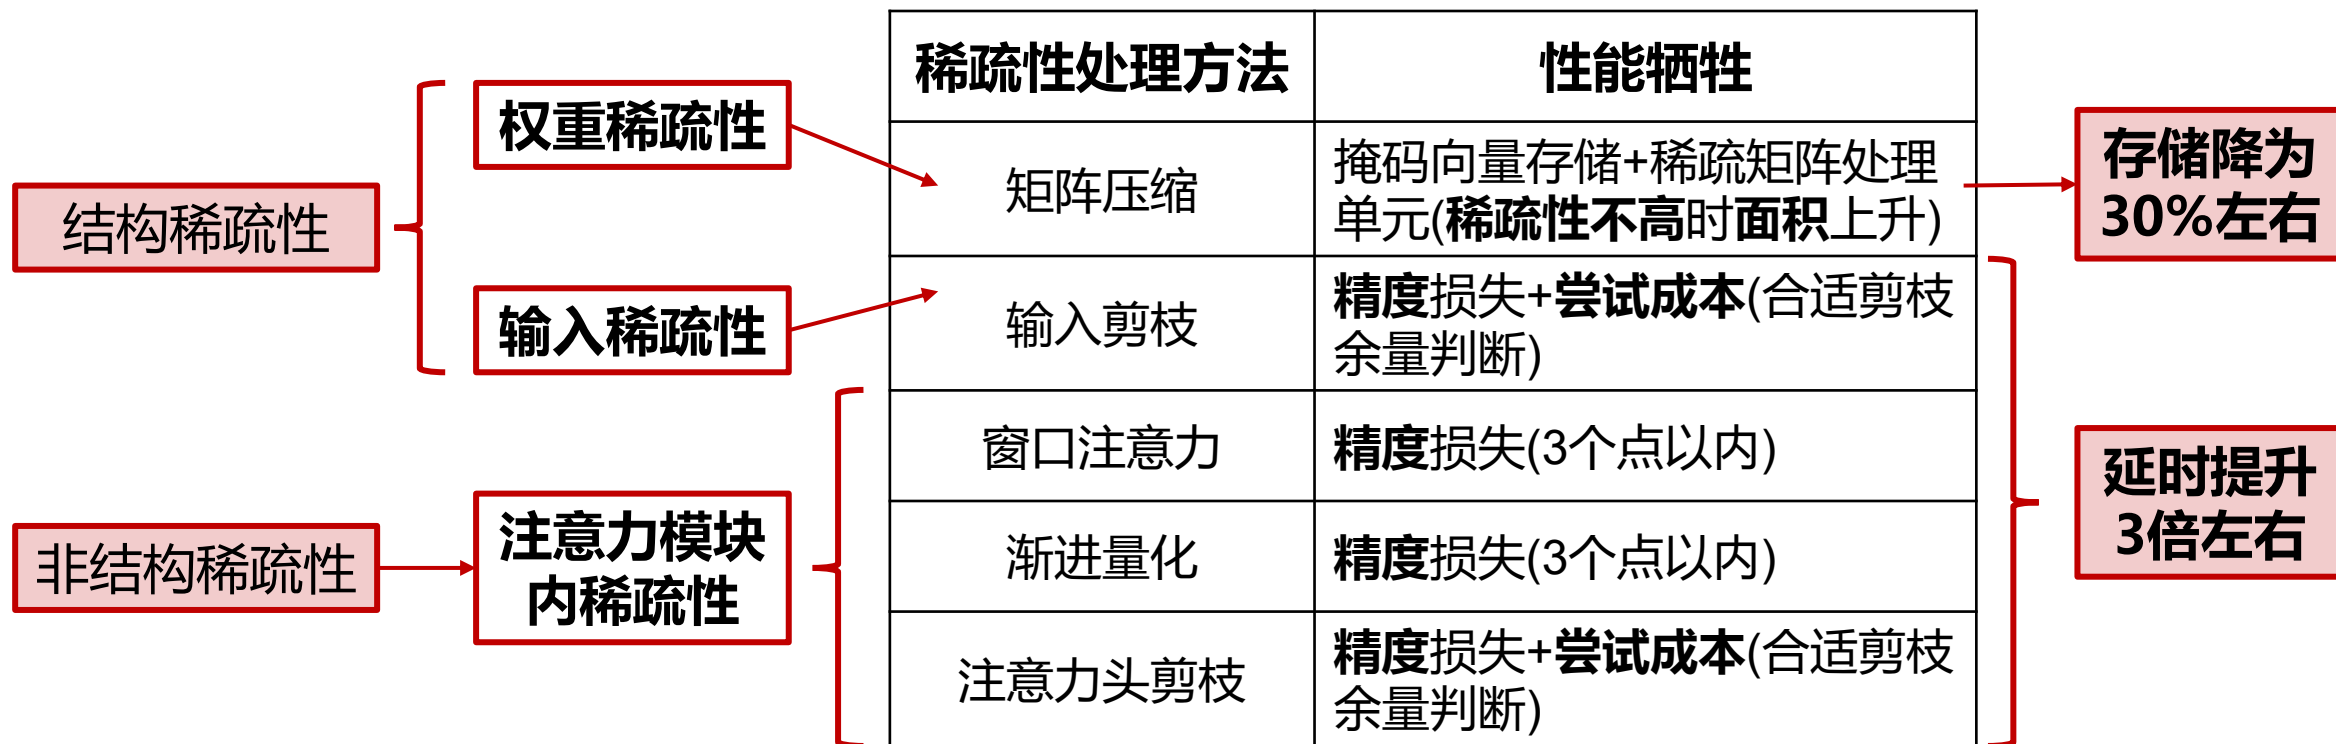 结构稀疏性
权重稀疏性
输入稀疏性
非结构稀疏性
注意力模块
内稀疏性
稀疏性处理方法
性能牺牲
矩阵压缩
掩码向量存储+稀疏矩阵处理
单元(稀疏性不高时面积上升)
输入剪枝
精度损失+尝试成本(合适剪枝
余量判断)
窗口注意力
精度损失(3个点以内)
渐进量化
精度损失(3个点以内)
注意力头剪枝
精度损失+尝试成本(合适剪枝
余量判断)
存储降为
30%左右
延时提升
3倍左右